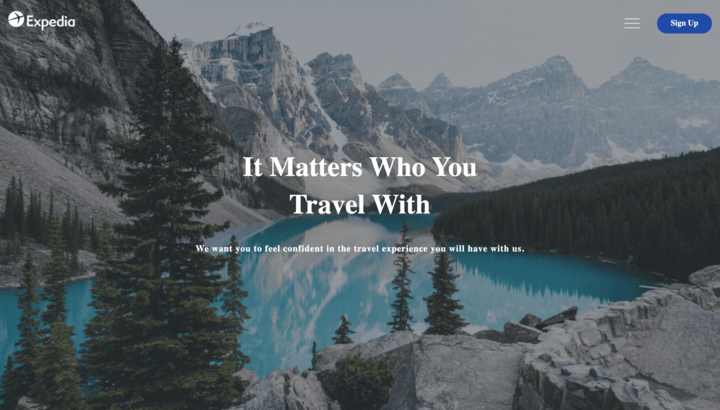 Expedia
Sign Up
It Matters Who You
Travel With
We want you to feel confident in the travel experience you will have with us.